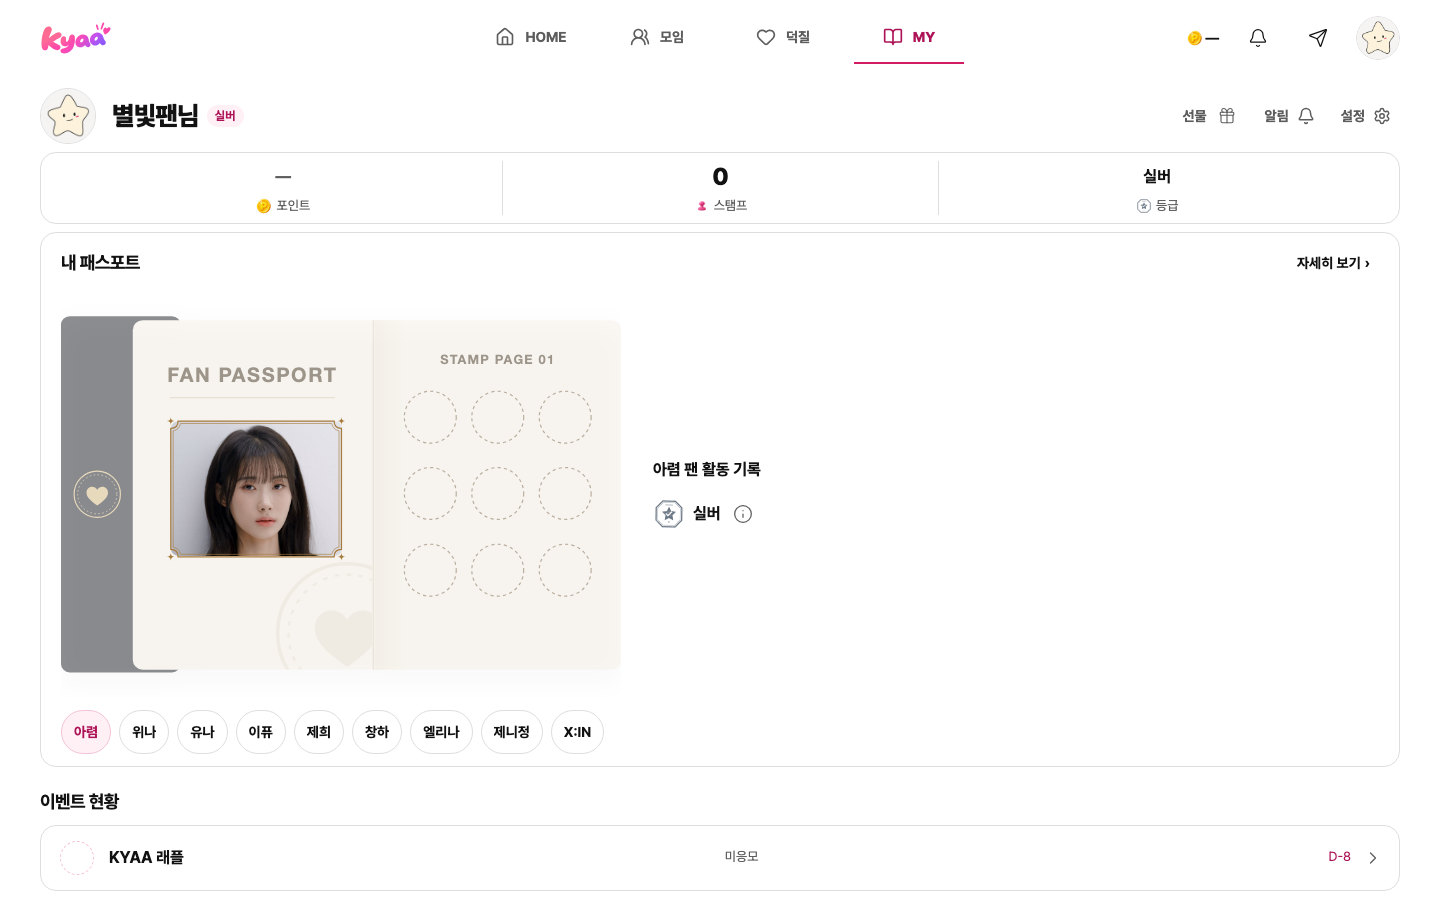 kyaa
HOME
모임
덕질
MY
—
별빛팬님
실버
선물
알림
설정
—
포인트
0
스탬프
실버
등급
내 패스포트
자세히 보기 ›
FAN PASSPORT
STAMP PAGE 01
아렴 팬 활동 기록
실버
아렴
위나
유나
이퓨
제희
창하
엘리나
제니정
X:IN
이벤트 현황
KYAA 래플
미응모
D-8